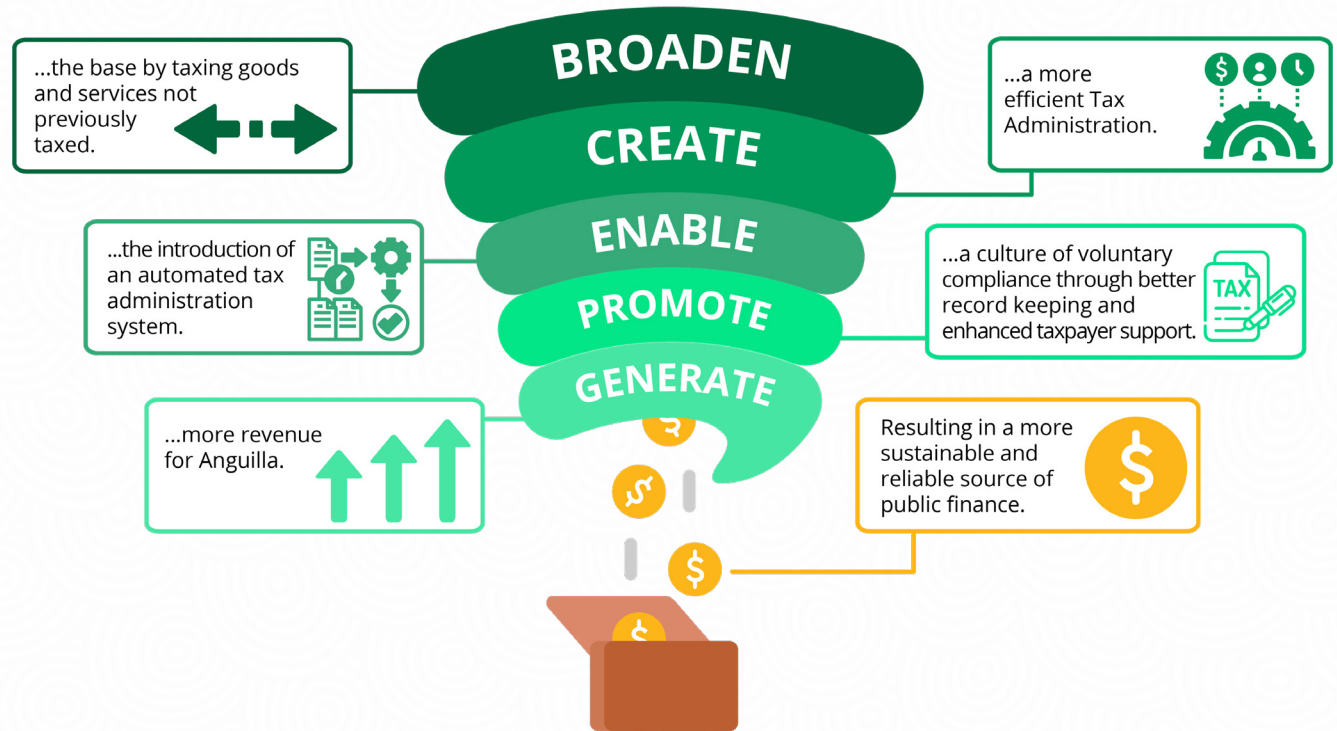 BROADEN
...the base by taxing goods
and services not
previously
taxed.
CREATE
...a more
efficient Tax
Administration.
$
ENABLE
...the introduction of
an automated tax
administration
system.
PROMOTE
...a culture of voluntary
compliance through better
record keeping and
enhanced taxpayer support.
TAX
GENERATE
...more revenue
for Anguilla.
Resulting in a more
sustainable and
reliable source of
public finance.
$
$
$
$
$